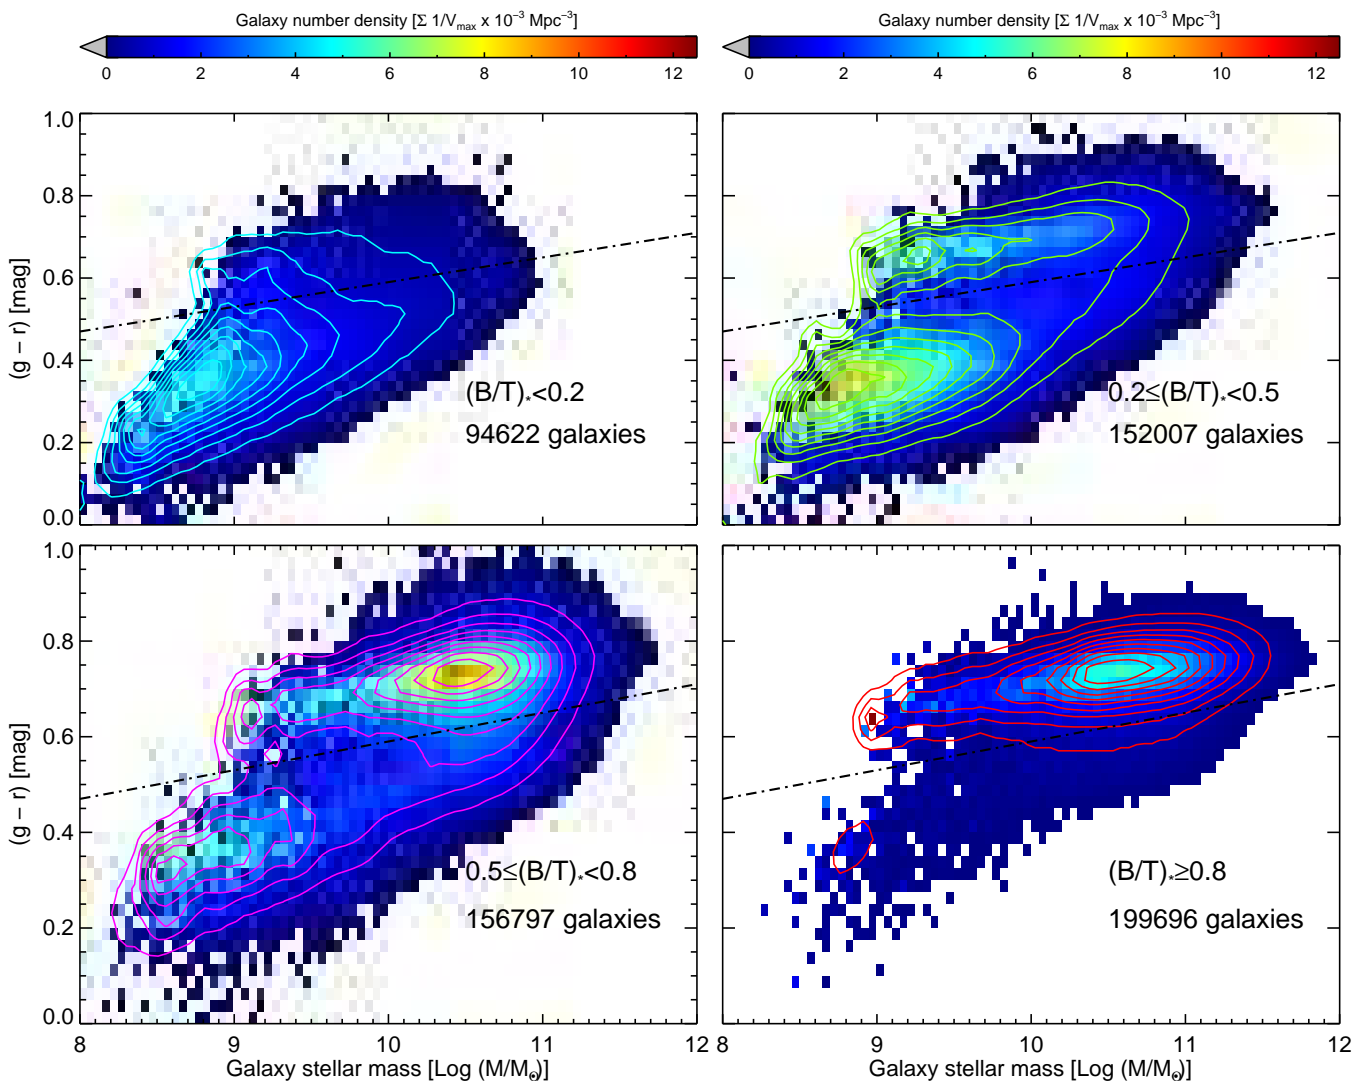 Galaxy number density [Σ 1/Vmax x 10⁻³ Mpc⁻³]
Galaxy number density [Σ 1/Vmax x 10⁻³ Mpc⁻³]
0 2 4 6 8 10 12
0 2 4 6 8 10 12
1.0
0.8
0.6
0.4
0.2
0.0
(g − r) [mag]
(B/T)*<0.2
94622 galaxies
0.2≤(B/T)*<0.5
152007 galaxies
1.0
0.8
0.6
0.4
0.2
0.0
(g − r) [mag]
0.5≤(B/T)*<0.8
156797 galaxies
(B/T)*≥0.8
199696 galaxies
8 9 10 11 12
8 9 10 11 12
Galaxy stellar mass [Log (M/M☉)]
Galaxy stellar mass [Log (M/M☉)]